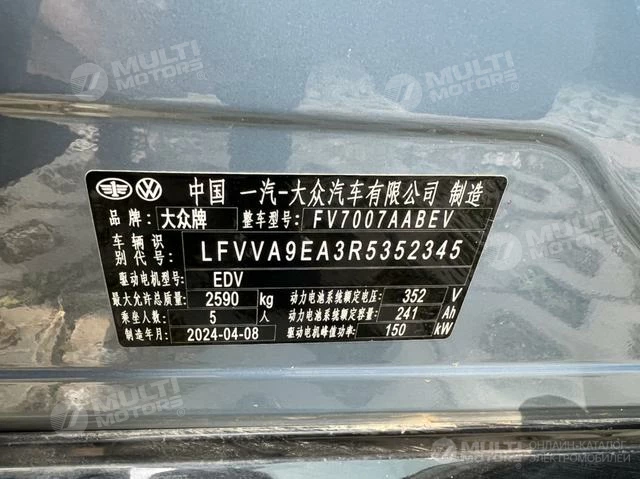 MULTI MOTORS
MULTI MOTORS
中国 一汽-大众汽车有限公司 制造
品牌: 大众牌 整车型号: FV7007AABEV
车辆识别代号: LFVVA9EA3R5352345
驱动电机型号: EDV
最大允许总质量: 2590 kg 动力电池系统额定电压: 352 V
乘坐人数: 5 人 动力电池系统额定容量: 241 Ah
制造年月: 2024-04-08 驱动电机峰值功率: 150 kW
MULTI MOTORS
MULTI
ОНЛАЙН-КАТАЛОГ
ЭЛЕКТРОМОБИЛЕЙ